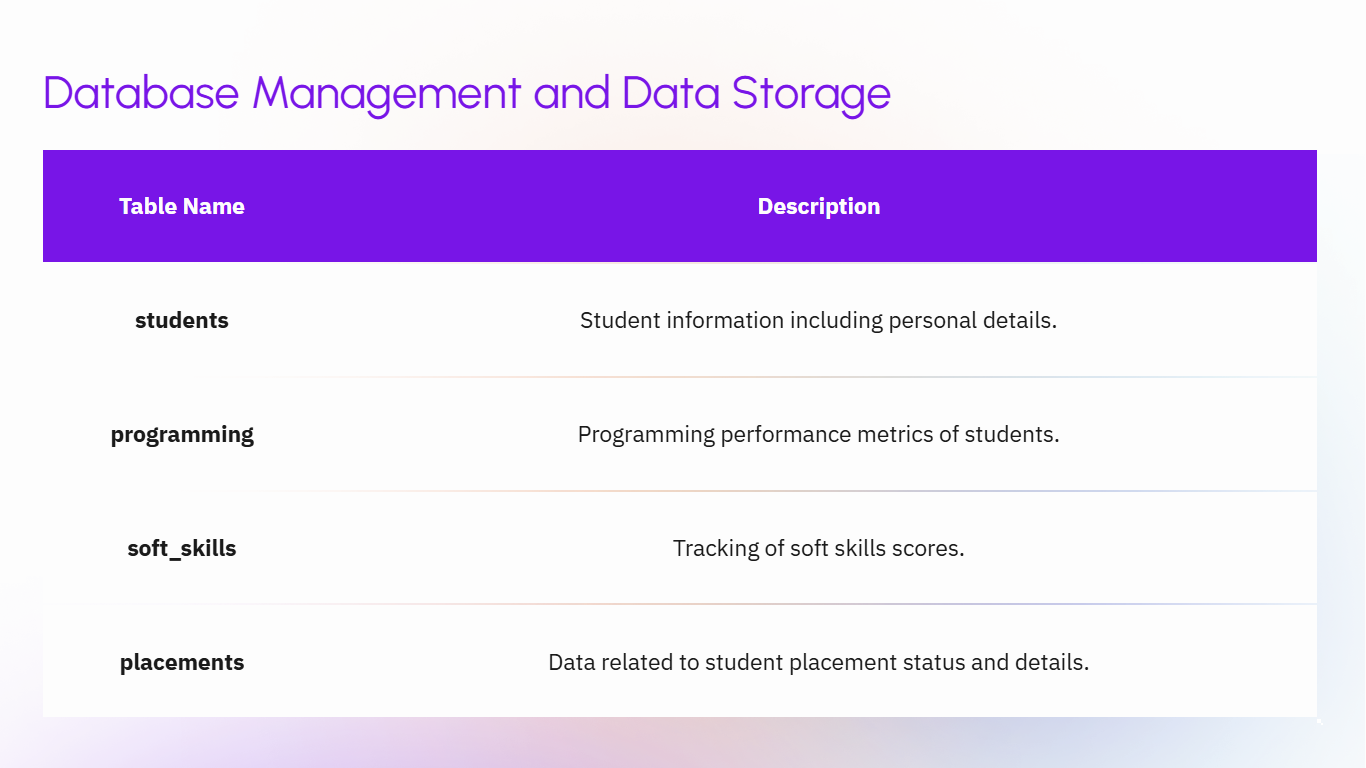 Database Management and Data Storage
Table Name Description
students Student information including personal details.
programming Programming performance metrics of students.
soft_skills Tracking of soft skills scores.
placements Data related to student placement status and details.